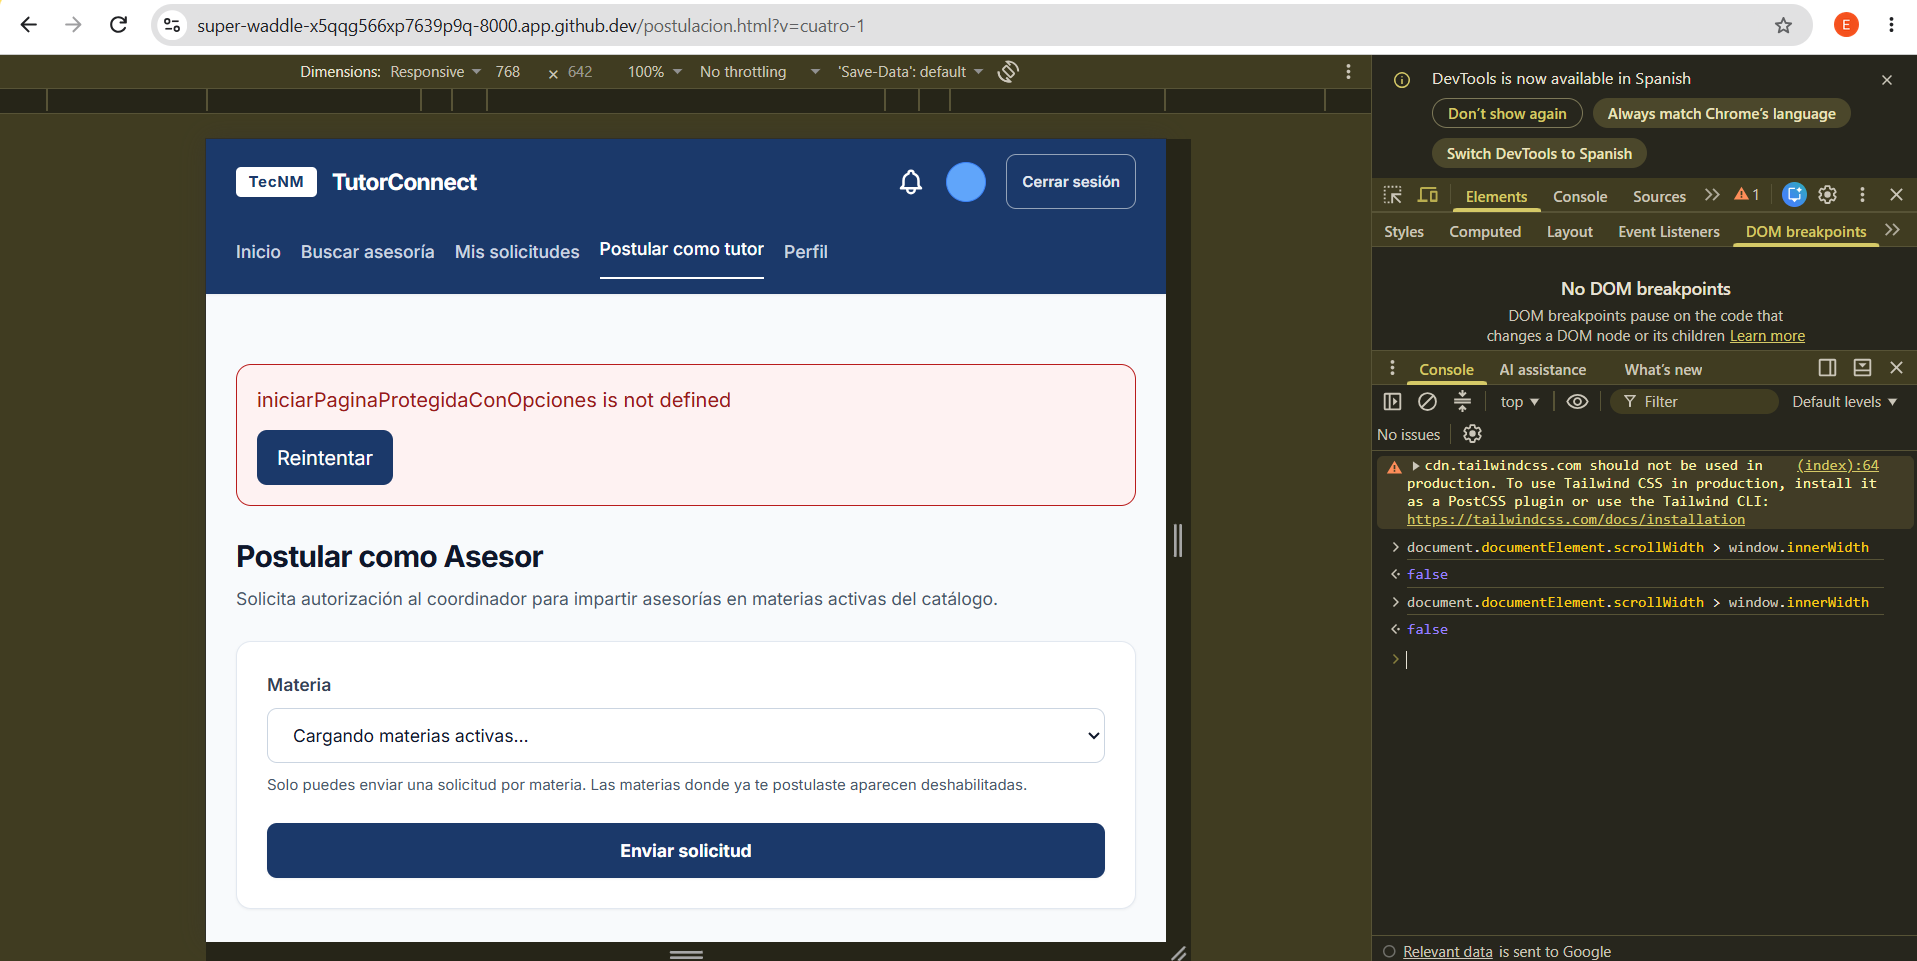 super-waddle-x5qqg566xp7639p9q-8000.app.github.dev/postulacion.html?v=cuatro-1
E
Dimensions: Responsive 768 × 642 100% No throttling 'Save-Data': default
TecNM TutorConnect Cerrar sesión
Inicio Buscar asesoría Mis solicitudes Postular como tutor Perfil
iniciarPaginaProtegidaConOpciones is not defined
Reintentar
Postular como Asesor
Solicita autorización al coordinador para impartir asesorías en materias activas del catálogo.
Materia
Cargando materias activas...
Solo puedes enviar una solicitud por materia. Las materias donde ya te postulaste aparecen deshabilitadas.
Enviar solicitud
DevTools is now available in Spanish
Don't show again Always match Chrome's language
Switch DevTools to Spanish
Elements Console Sources 1
Styles Computed Layout Event Listeners DOM breakpoints
No DOM breakpoints
DOM breakpoints pause on the code that
changes a DOM node or its children Learn more
Console AI assistance What's new
top Filter Default levels
No issues
cdn.tailwindcss.com should not be used in (index):64
production. To use Tailwind CSS in production, install it
as a PostCSS plugin or use the Tailwind CLI:
https://tailwindcss.com/docs/installation
document.documentElement.scrollWidth > window.innerWidth
false
document.documentElement.scrollWidth > window.innerWidth
false
Relevant data is sent to Google